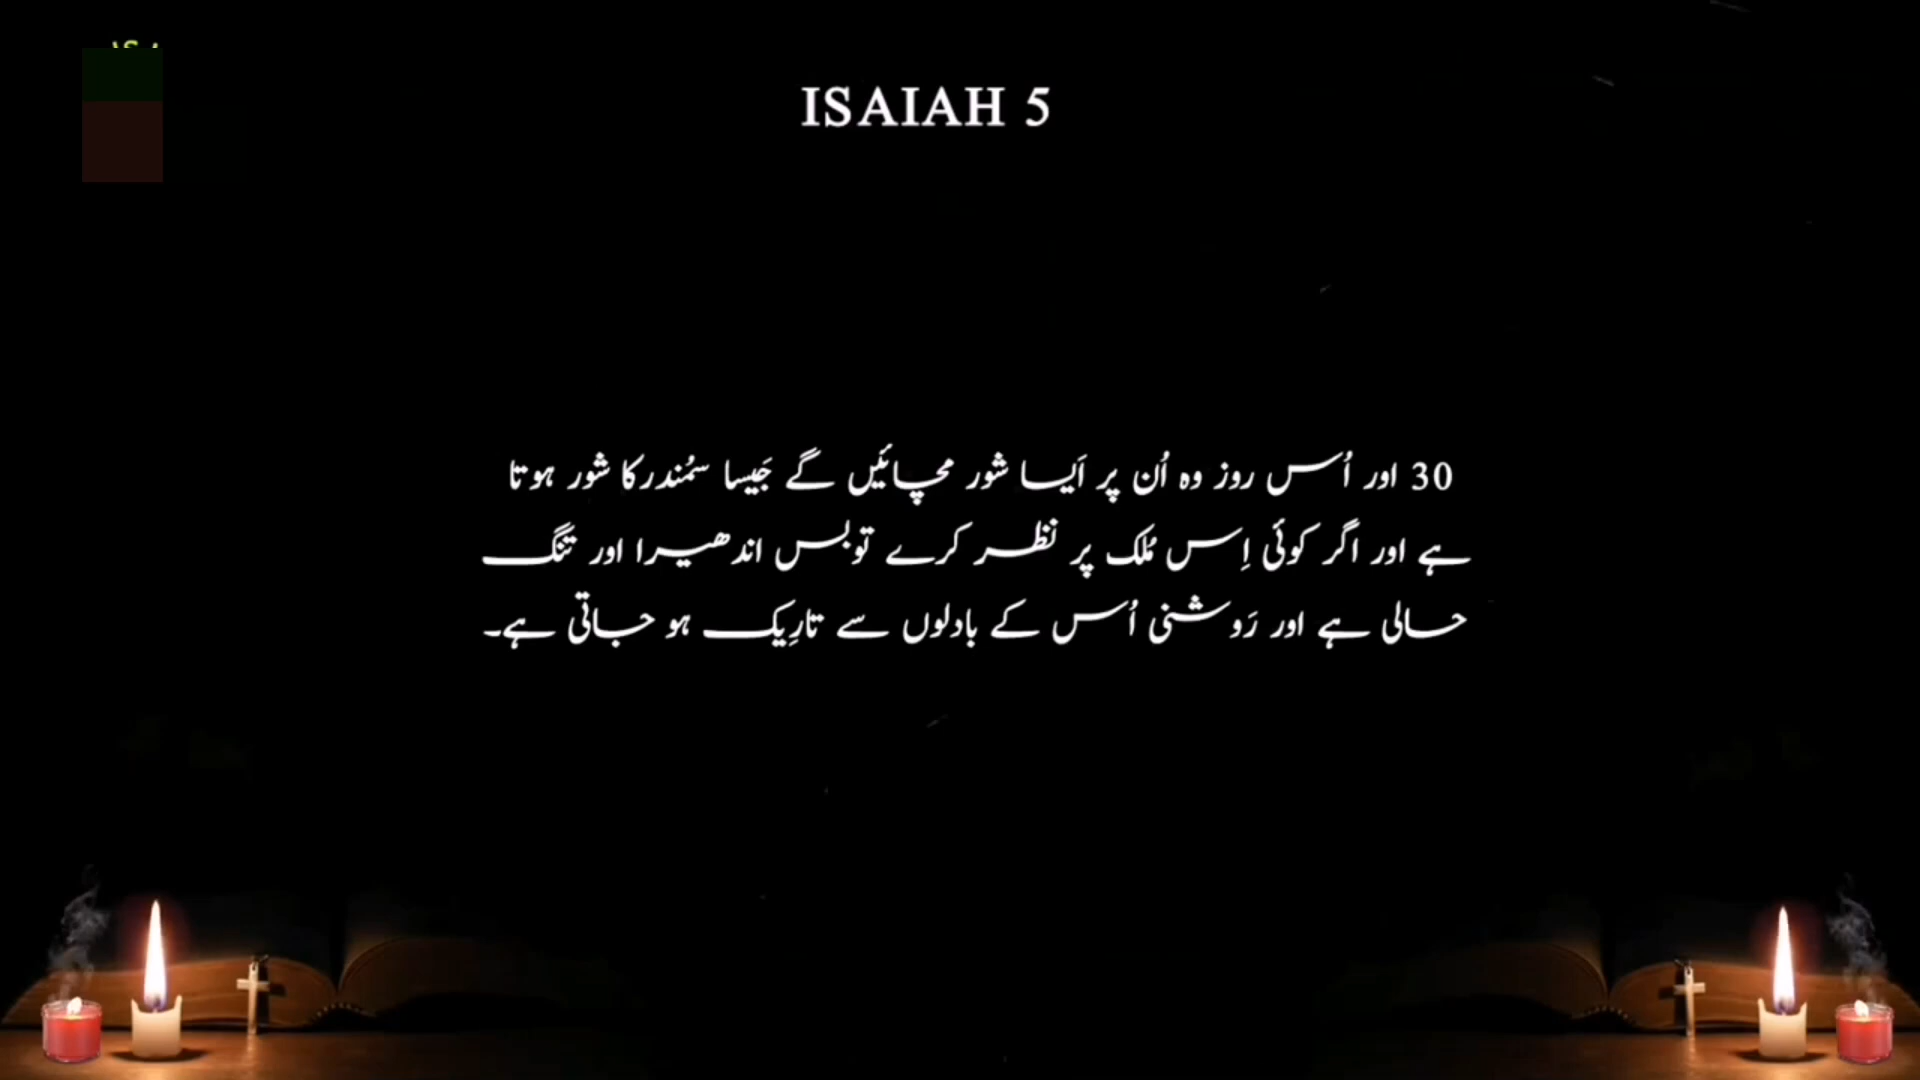 ISAIAH 5
30 اور اُس روز وہ اُن پر اَیسا شور مچائیں گے جَیسا سمُندر کا شور ہوتا
ہے اور اگر کوئی اِس مُلک پر نظر کرے تو بس اندھیرا اور تنگ
حالی ہے اور رَوشنی اُس کے بادلوں سے تارِیک ہو جاتی ہے۔